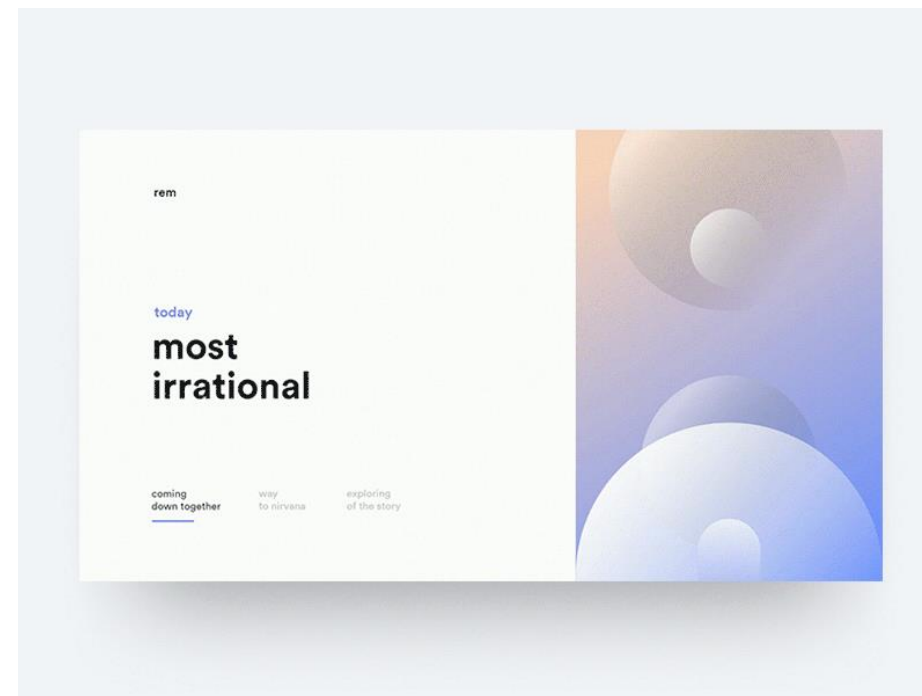 rem
today
most
irrational
coming
down together
way
to nirvana
exploring
of the story